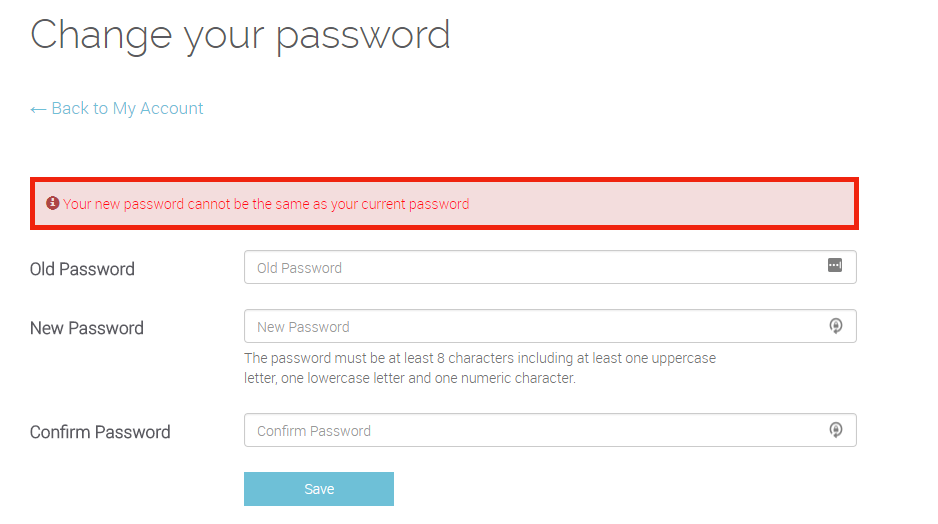 Change your password
← Back to My Account
Your new password cannot be the same as your current password
Old Password
Old Password
New Password
New Password
The password must be at least 8 characters including at least one uppercase
letter, one lowercase letter and one numeric character.
Confirm Password
Confirm Password
Save